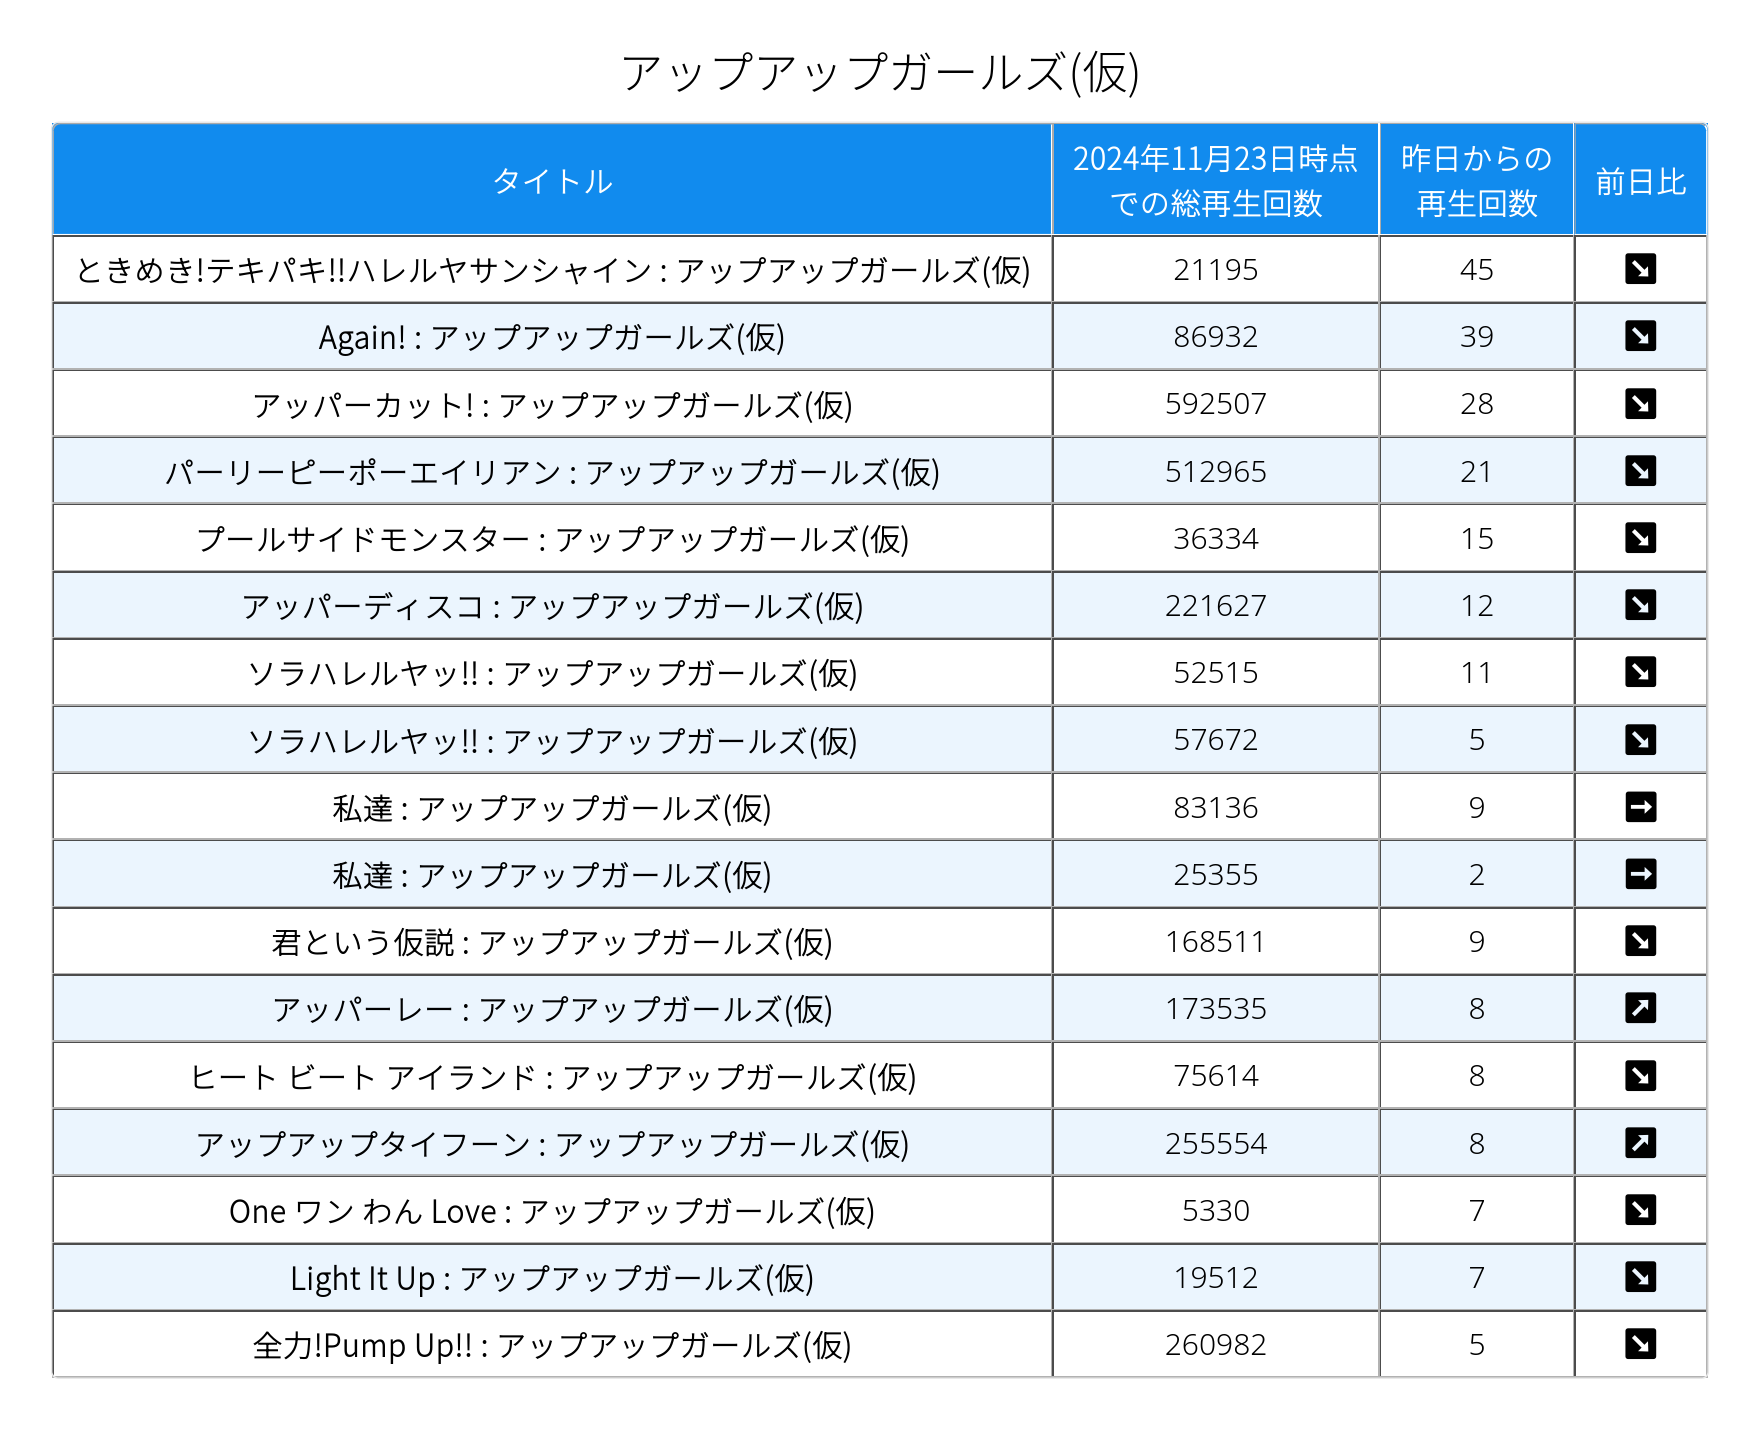 アップアップガールズ(仮)
タイトル 2024年11月23日時点での総再生回数 昨日からの再生回数 前日比
ときめき!テキパキ!!ハレルヤサンシャイン : アップアップガールズ(仮) 21195 45 ↘
Again! : アップアップガールズ(仮) 86932 39 ↘
アッパーカット! : アップアップガールズ(仮) 592507 28 ↘
パーリーピーポーエイリアン : アップアップガールズ(仮) 512965 21 ↘
プールサイドモンスター : アップアップガールズ(仮) 36334 15 ↘
アッパーディスコ : アップアップガールズ(仮) 221627 12 ↘
ソラハレルヤッ!! : アップアップガールズ(仮) 52515 11 ↘
ソラハレルヤッ!! : アップアップガールズ(仮) 57672 5 ↘
私達 : アップアップガールズ(仮) 83136 9 →
私達 : アップアップガールズ(仮) 25355 2 →
君という仮説 : アップアップガールズ(仮) 168511 9 ↘
アッパーレー : アップアップガールズ(仮) 173535 8 ↗
ヒート ビート アイランド : アップアップガールズ(仮) 75614 8 ↘
アップアップタイフーン : アップアップガールズ(仮) 255554 8 ↗
One ワン わん Love : アップアップガールズ(仮) 5330 7 ↘
Light It Up : アップアップガールズ(仮) 19512 7 ↘
全力!Pump Up!! : アップアップガールズ(仮) 260982 5 ↘